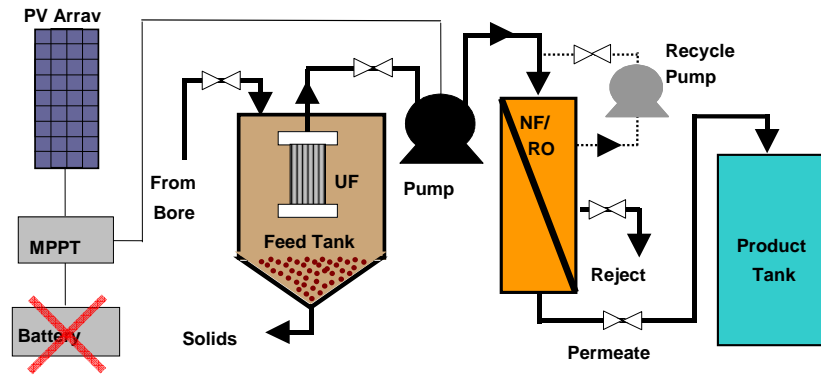 PV Arrav
MPPT
Battery
From
Bore
Solids
UF
Feed Tank
Pump
NF/
RO
Recycle
Pump
Reject
Permeate
Product
Tank